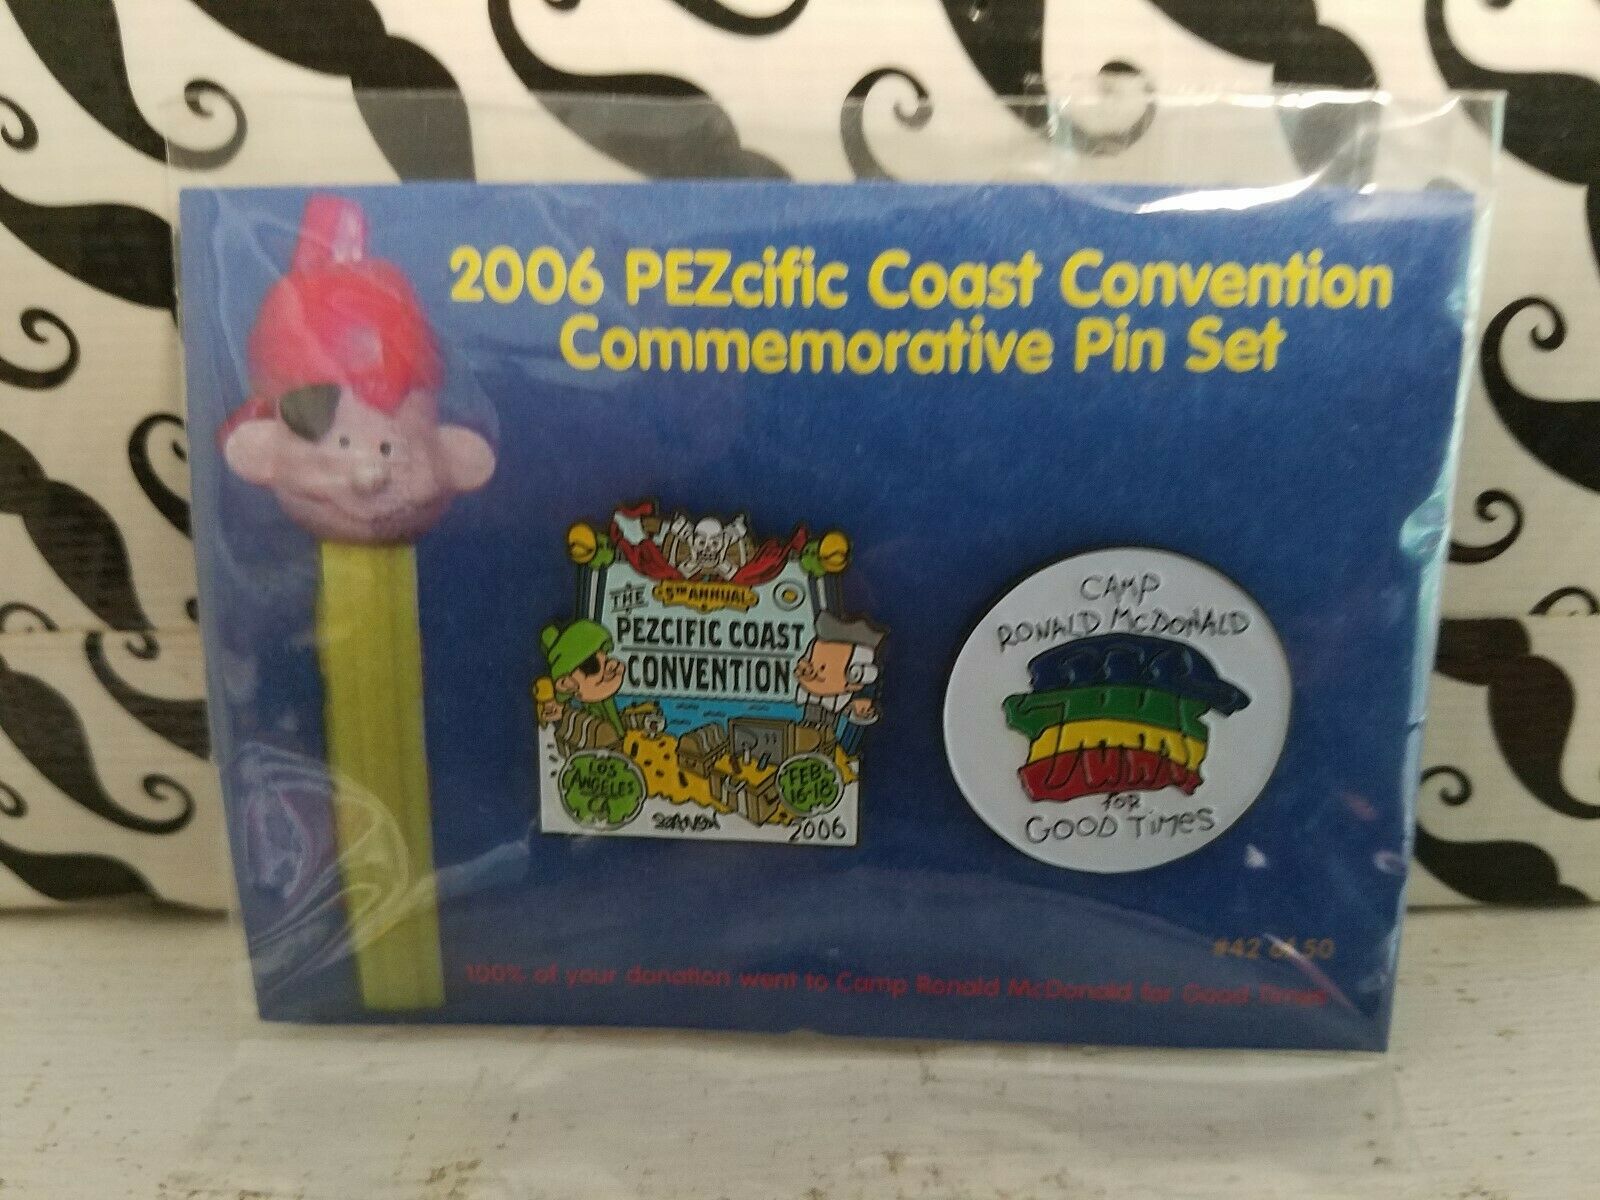 2006 PEZcific Coast Convention
Commemorative Pin Set
5TH ANNUAL
THE
PEZCIFIC COAST
CONVENTION
LOS
ANGELES
CA
FEB.
16-18
2006
CAMP
RONALD McDONALD
FOR
GOOD TIMES
#42 of 50
100% of your donation went to Camp Ronald McDonald for Good Times